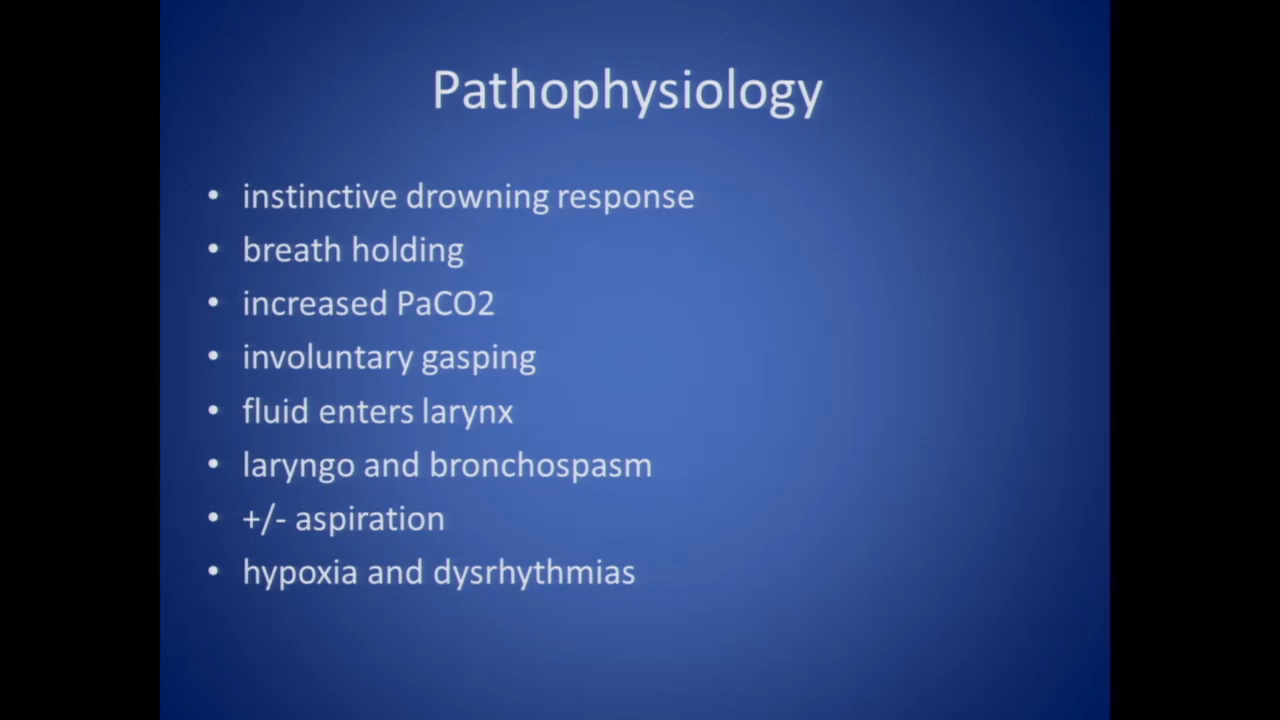 Pathophysiology
• instinctive drowning response
• breath holding
• increased PaCO2
• involuntary gasping
• fluid enters larynx
• laryngo and bronchospasm
• +/- aspiration
• hypoxia and dysrhythmias